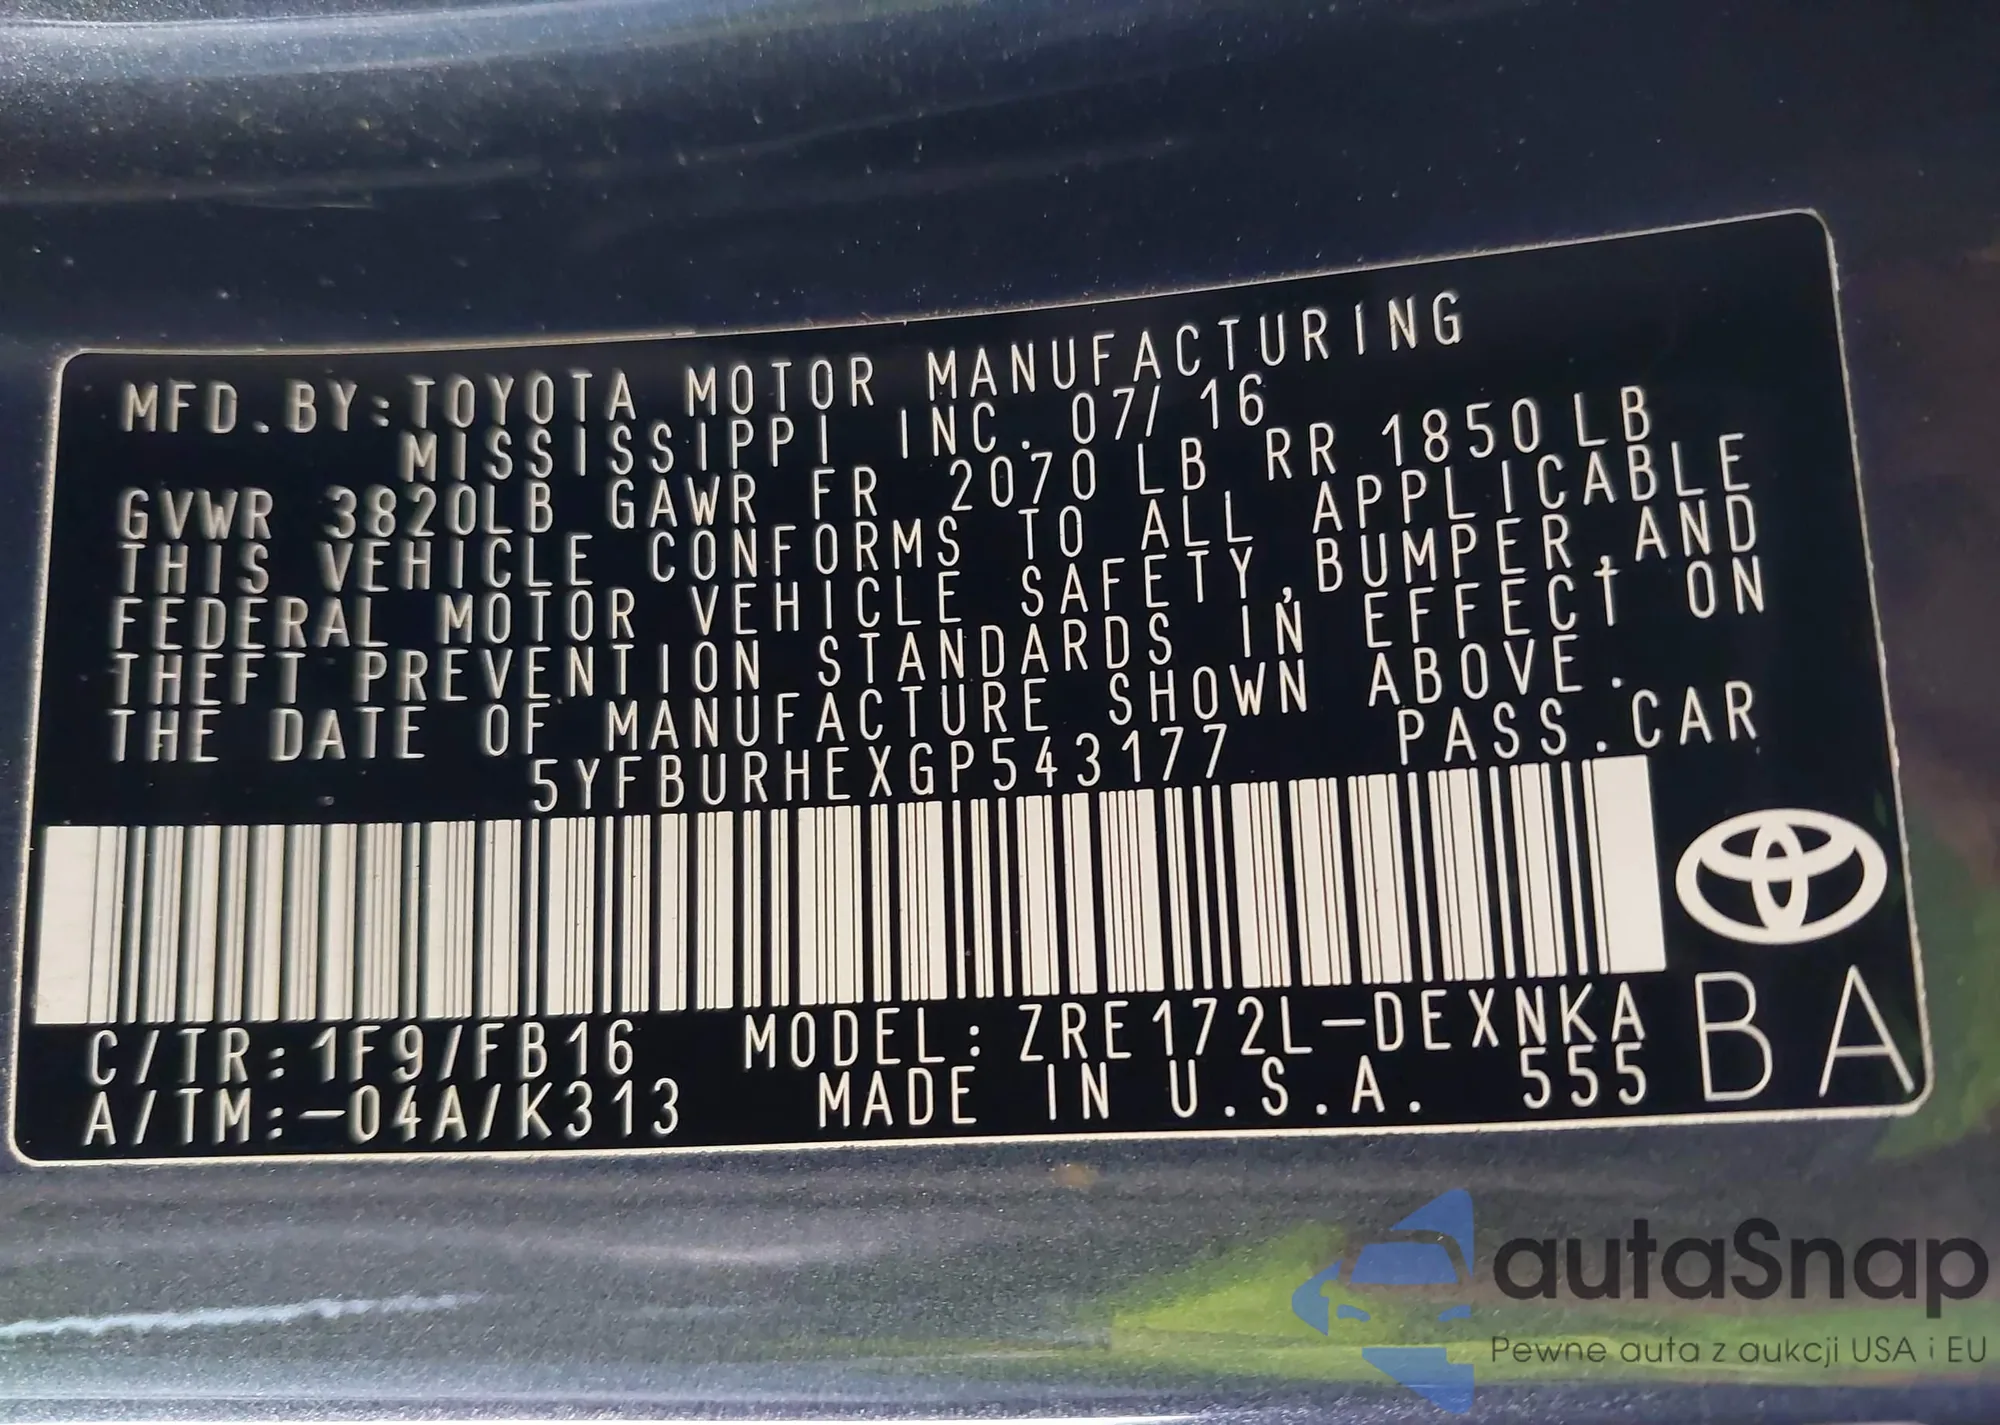 MFD.BY:TOYOTA MOTOR MANUFACTURING
MISSISSIPPI INC. 07/16
GVWR 3820LB GAWR FR 2070LB RR 1850LB
THIS VEHICLE CONFORMS TO ALL APPLICABLE
FEDERAL MOTOR VEHICLE SAFETY,BUMPER,AND
THEFT PREVENTION STANDARDS IN EFFECT ON
THE DATE OF MANUFACTURE SHOWN ABOVE.
5YFBURHEXGP543177 PASS.CAR
C/TR:1F9/FB16 MODEL:ZRE172L-DEXNKA
A/TM:-04A/K313 MADE IN U.S.A. 555
BA
autaSnap
Pewne auta z aukcji USA i EU